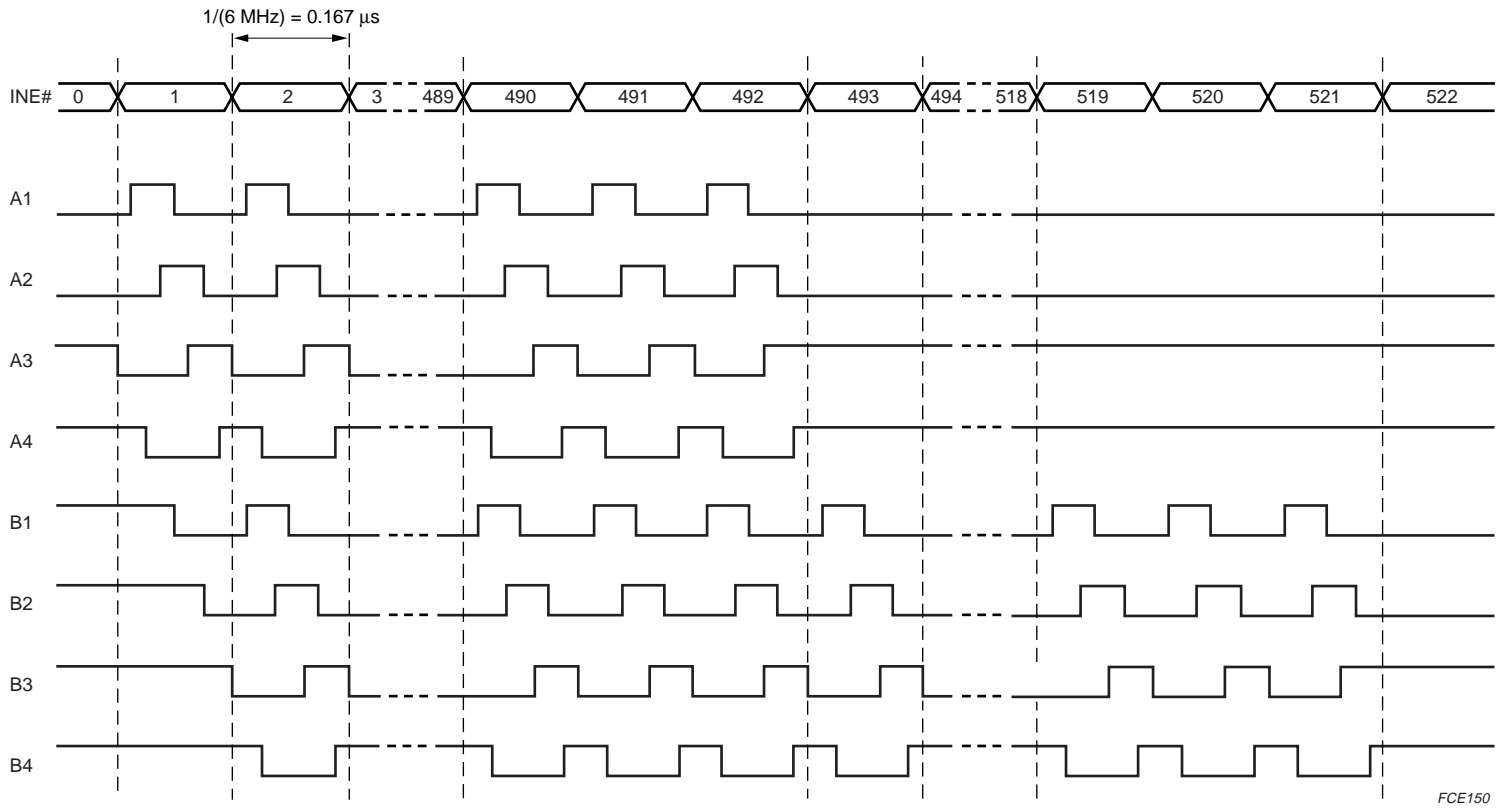 1/(6 MHz) = 0.167 μs
INE# 0 1 2 3 489 490 491 492 493 494 518 519 520 521 522
A1
A2
A3
A4
B1
B2
B3
B4
FCE150